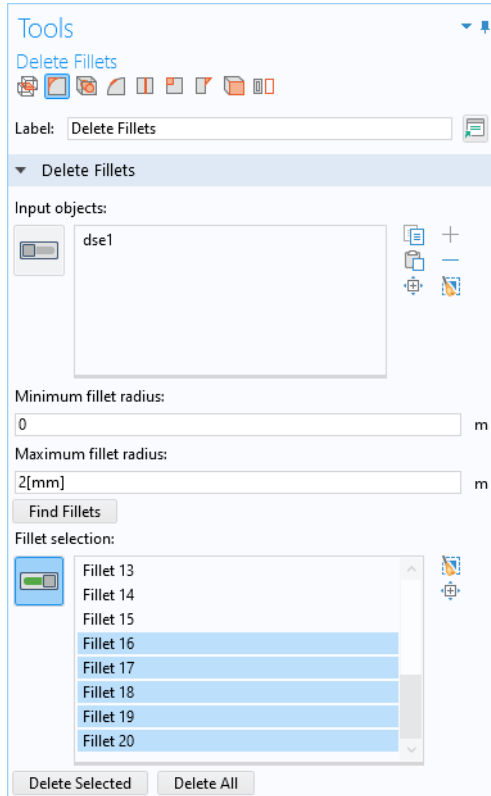 Tools
Delete Fillets
Label: Delete Fillets
Delete Fillets
Input objects:
dse1
Minimum fillet radius:
0 m
Maximum fillet radius:
2[mm] m
Find Fillets
Fillet selection:
Fillet 13
Fillet 14
Fillet 15
Fillet 16
Fillet 17
Fillet 18
Fillet 19
Fillet 20
Delete Selected Delete All